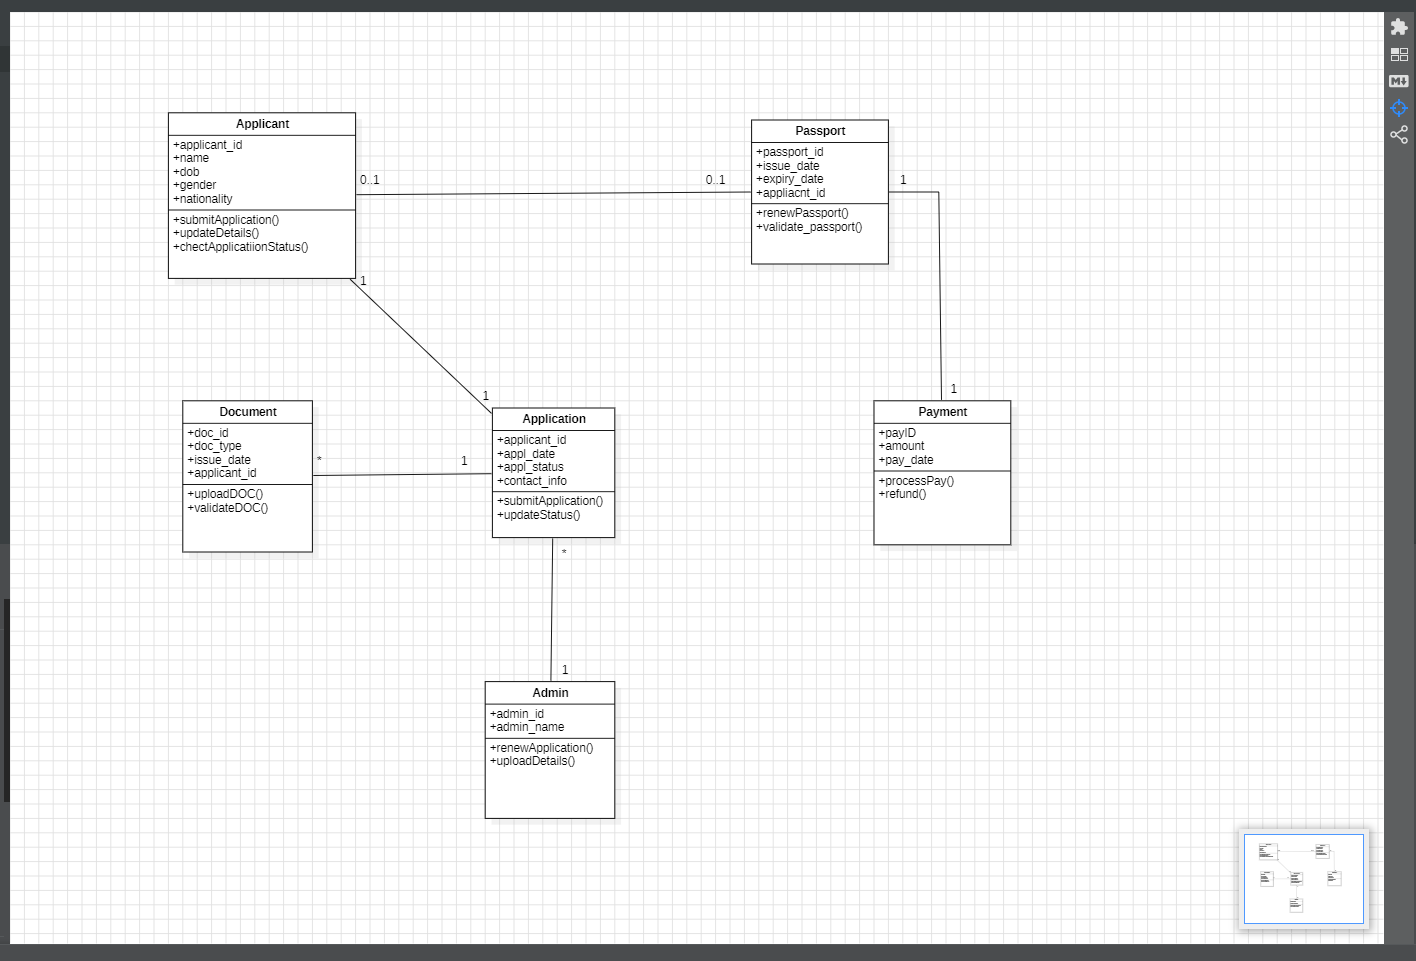 Applicant
+applicant_id
+name
+dob
+gender
+nationality
+submitApplication()
+updateDetails()
+chectApplicatiionStatus()
0..1
0..1
Passport
+passport_id
+issue_date
+expiry_date
+appliacnt_id
+renewPassport()
+validate_passport()
1
1
1
1
Document
+doc_id
+doc_type
+issue_date
+applicant_id
+uploadDOC()
+validateDOC()
*
1
Application
+applicant_id
+appl_date
+appl_status
+contact_info
+submitApplication()
+updateStatus()
Payment
+payID
+amount
+pay_date
+processPay()
+refund()
*
1
Admin
+admin_id
+admin_name
+renewApplication()
+uploadDetails()
M